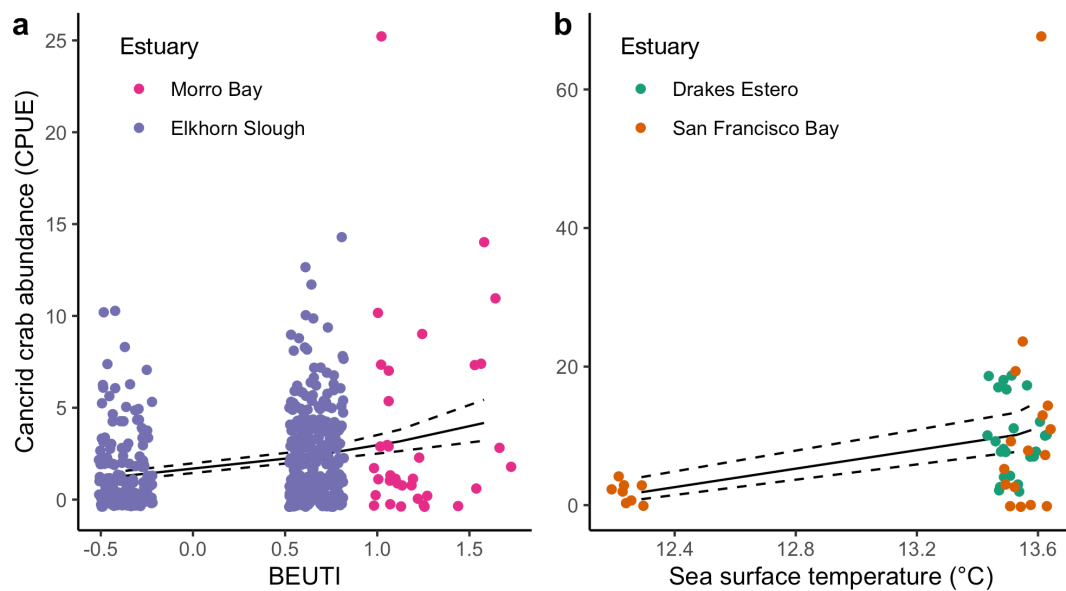 a
Estuary
Morro Bay
Elkhorn Slough
Cancrid crab abundance (CPUE)
25
20
15
10
5
0
-0.5 0.0 0.5 1.0 1.5
BEUTI
b
Estuary
Drakes Estero
San Francisco Bay
60
40
20
0
12.4 12.8 13.2 13.6
Sea surface temperature (°C)